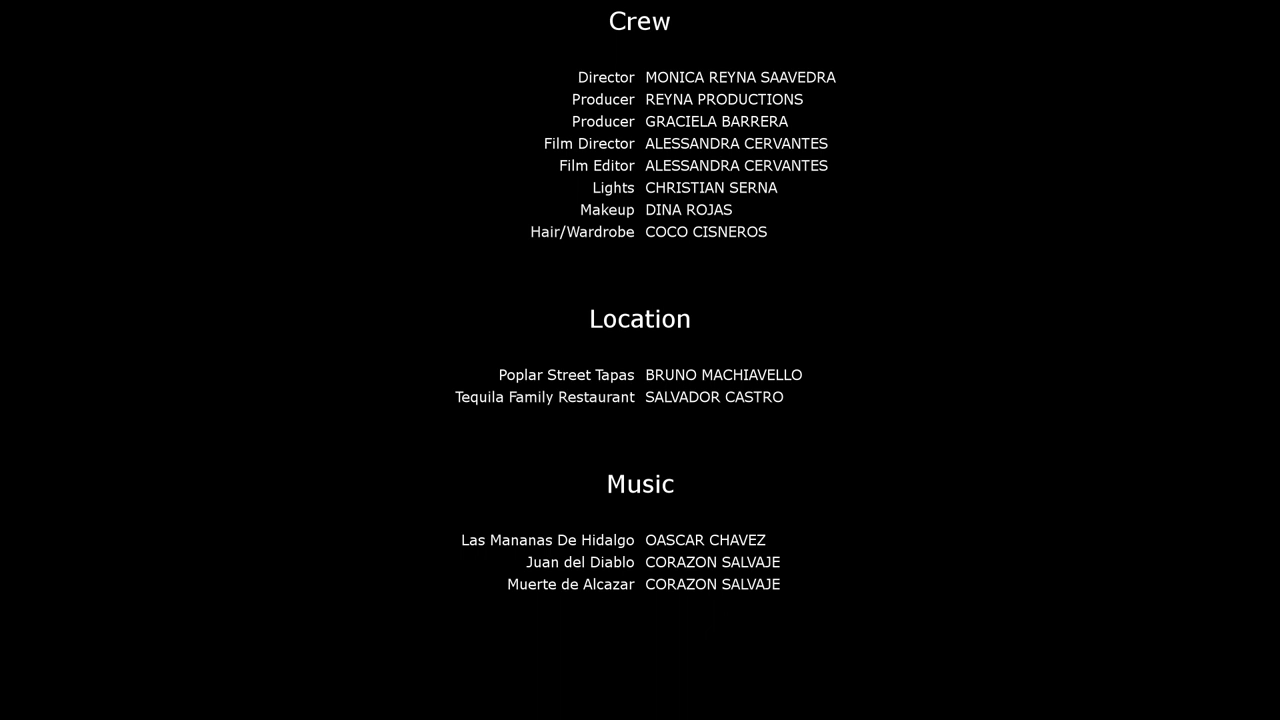 Crew
Director MONICA REYNA SAAVEDRA
Producer REYNA PRODUCTIONS
Producer GRACIELA BARRERA
Film Director ALESSANDRA CERVANTES
Film Editor ALESSANDRA CERVANTES
Lights CHRISTIAN SERNA
Makeup DINA ROJAS
Hair/Wardrobe COCO CISNEROS
Location
Poplar Street Tapas BRUNO MACHIAVELLO
Tequila Family Restaurant SALVADOR CASTRO
Music
Las Mananas De Hidalgo OASCAR CHAVEZ
Juan del Diablo CORAZON SALVAJE
Muerte de Alcazar CORAZON SALVAJE